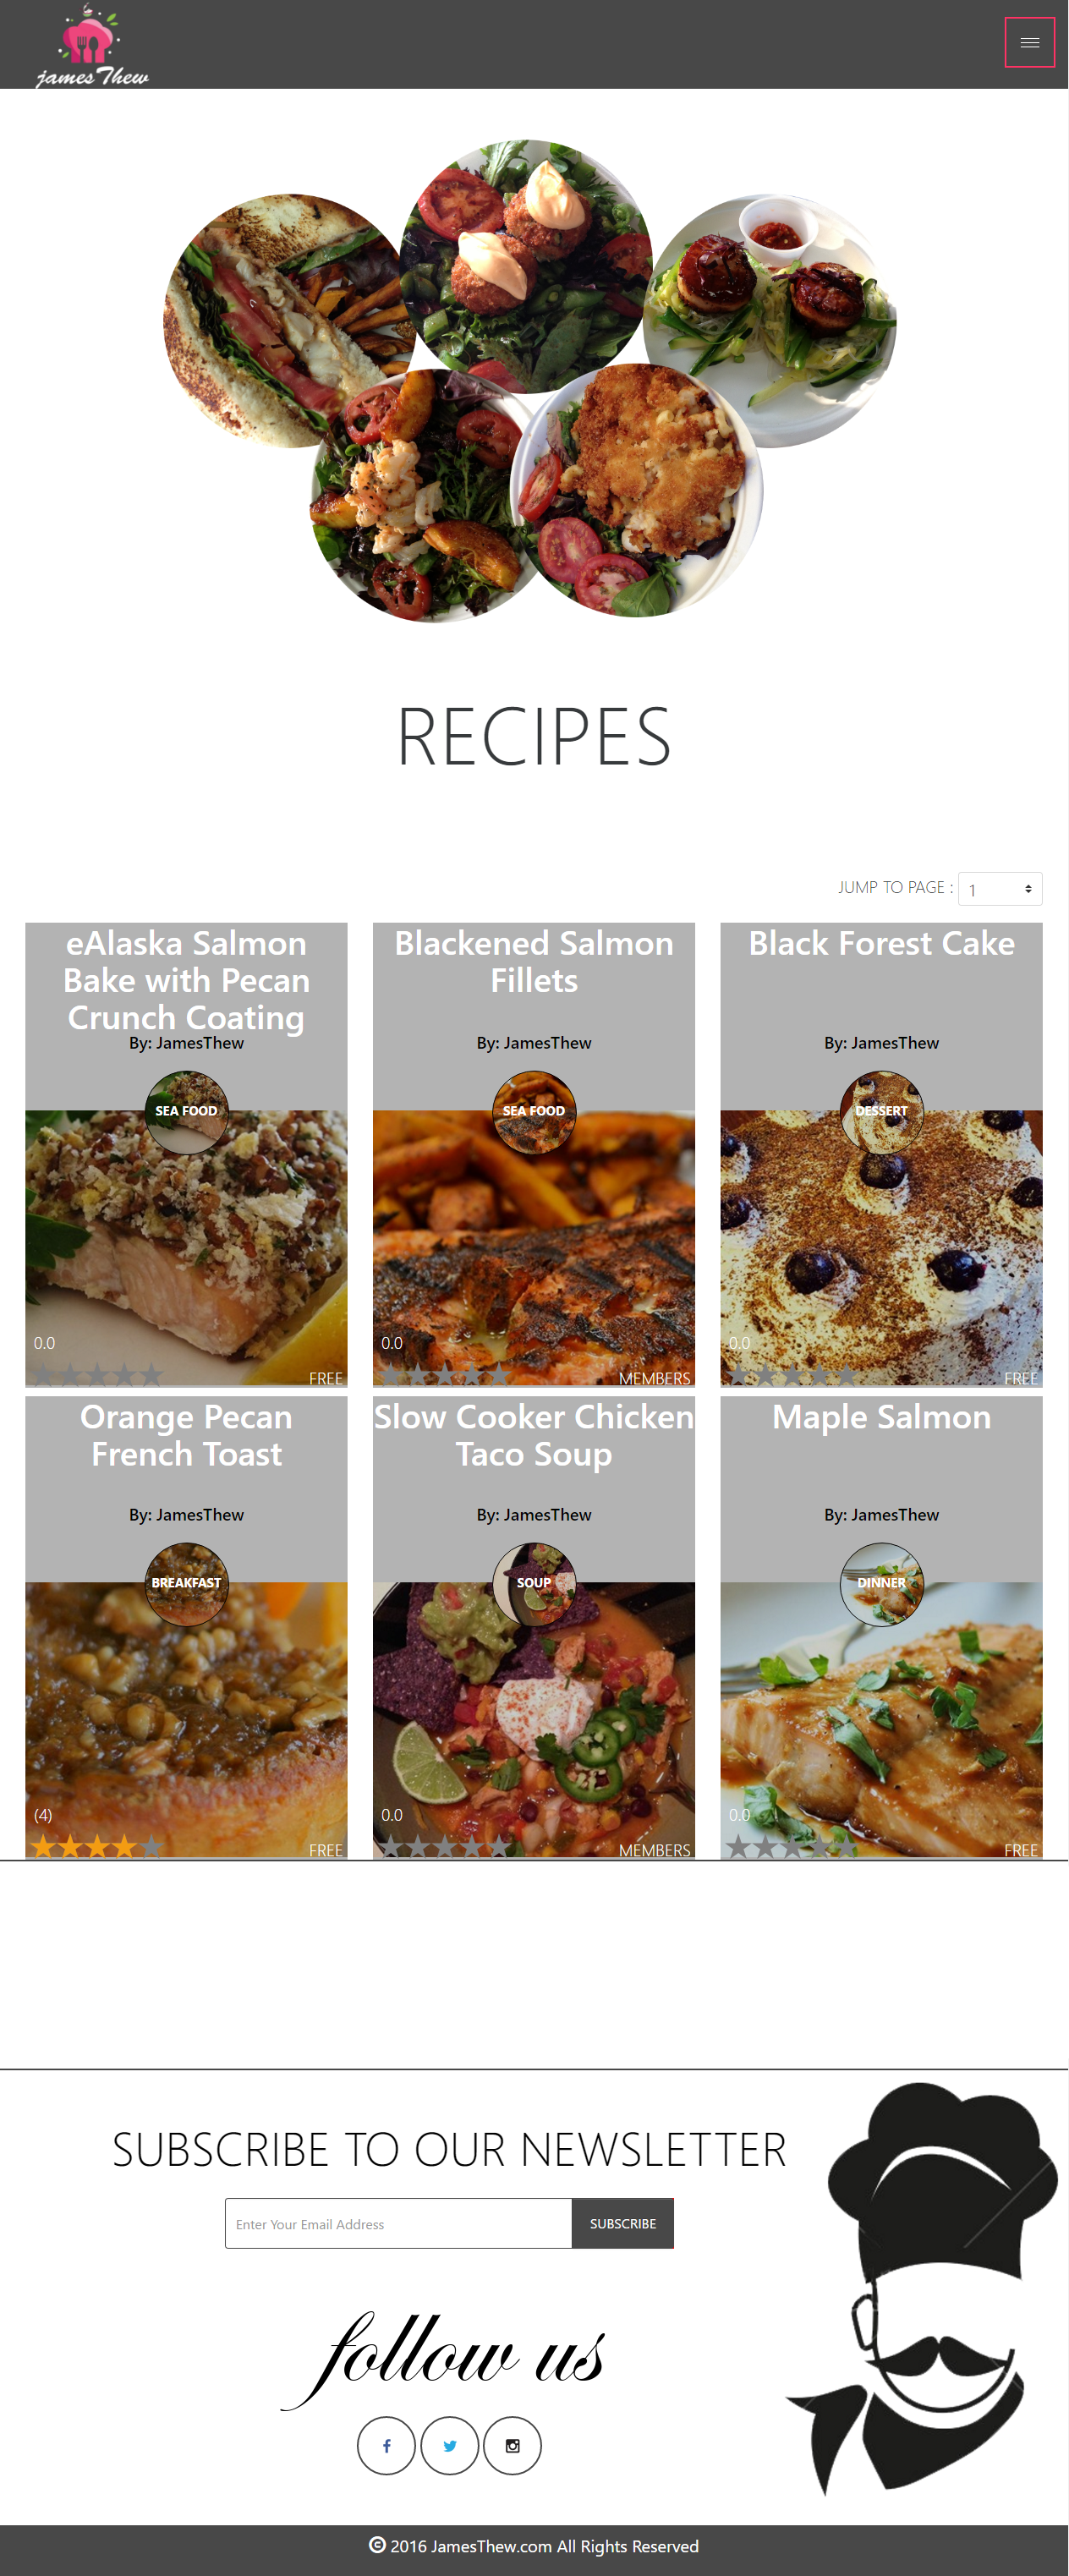 james Thew
RECIPES
JUMP TO PAGE : 1
eAlaska Salmon
Bake with Pecan
Crunch Coating
By: JamesThew
SEA FOOD
0.0
FREE
Blackened Salmon
Fillets
By: JamesThew
SEA FOOD
0.0
MEMBERS
Black Forest Cake
By: JamesThew
DESSERT
0.0
FREE
Orange Pecan
French Toast
By: JamesThew
BREAKFAST
(4)
FREE
Slow Cooker Chicken
Taco Soup
By: JamesThew
SOUP
0.0
MEMBERS
Maple Salmon
By: JamesThew
DINNER
0.0
FREE
SUBSCRIBE TO OUR NEWSLETTER
Enter Your Email Address
SUBSCRIBE
follow us
© 2016 JamesThew.com All Rights Reserved